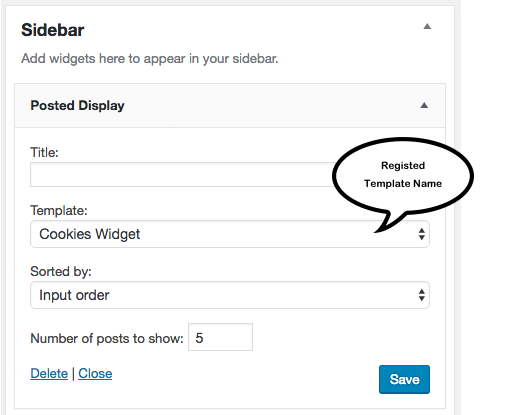 Sidebar
Add widgets here to appear in your sidebar.
Posted Display
Title:
Registed
Template Name
Template:
Cookies Widget
Sorted by:
Input order
Number of posts to show: 5
Delete | Close
Save